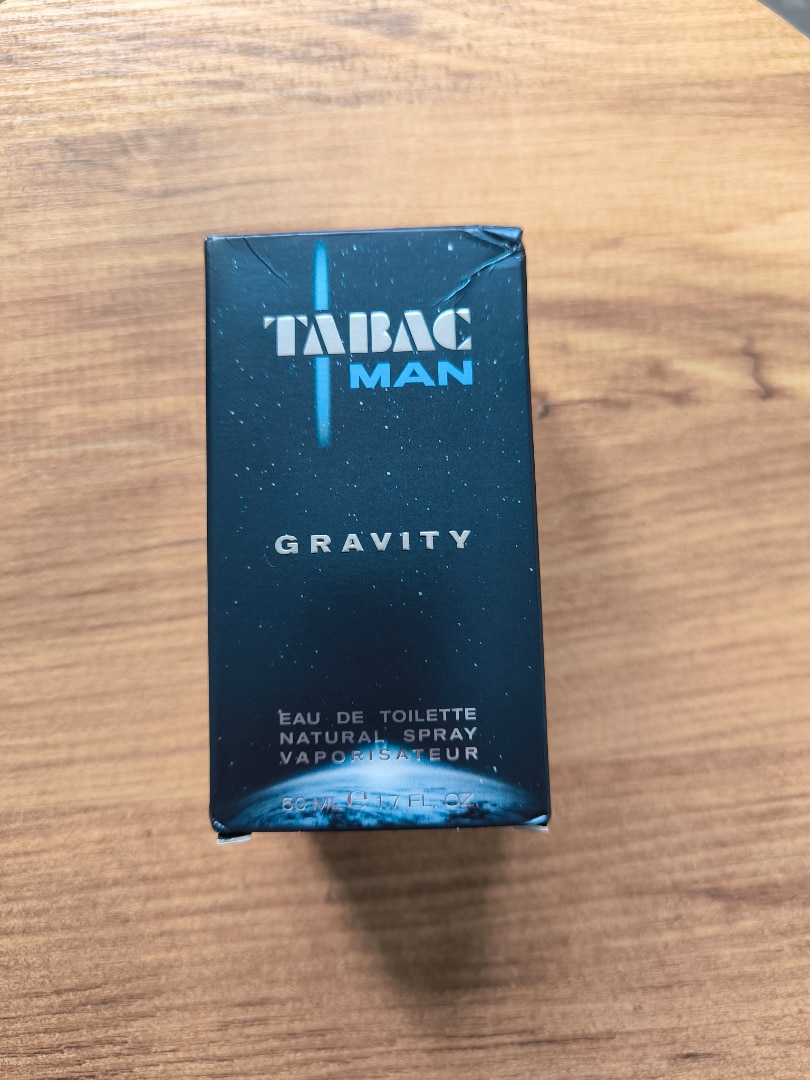 TABAC
MAN
GRAVITY
EAU DE TOILETTE
NATURAL SPRAY
VAPORISATEUR
50 ML ℮ 1.7 FL. OZ.